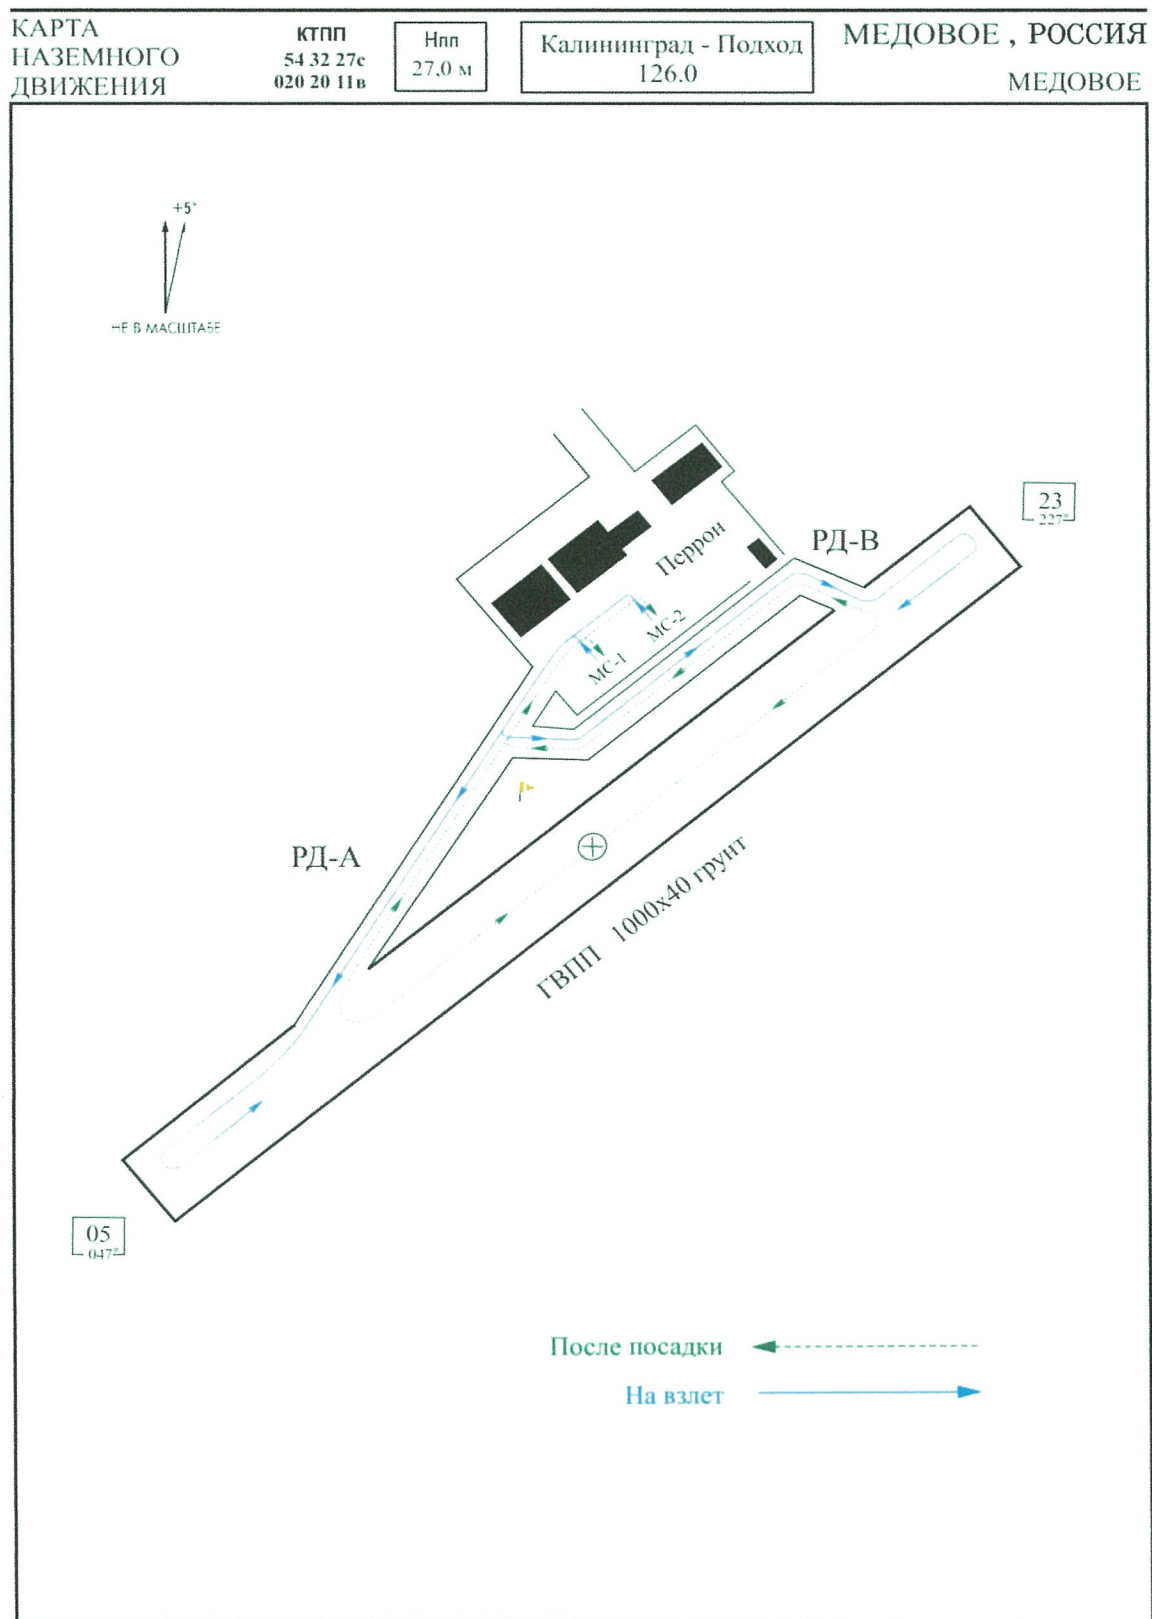 КАРТА
НАЗЕМНОГО
ДВИЖЕНИЯ
КТПП
54 32 27с
020 20 11в
Нпп
27,0 м
Калининград - Подход
126.0
МЕДОВОЕ , РОССИЯ
МЕДОВОЕ
+5°
НЕ В МАСШТАБЕ
23
227°
РД-В
Перрон
МС-2
МС-1
РД-А
ГВПП 1000х40 грунт
05
047°
После посадки
На взлет